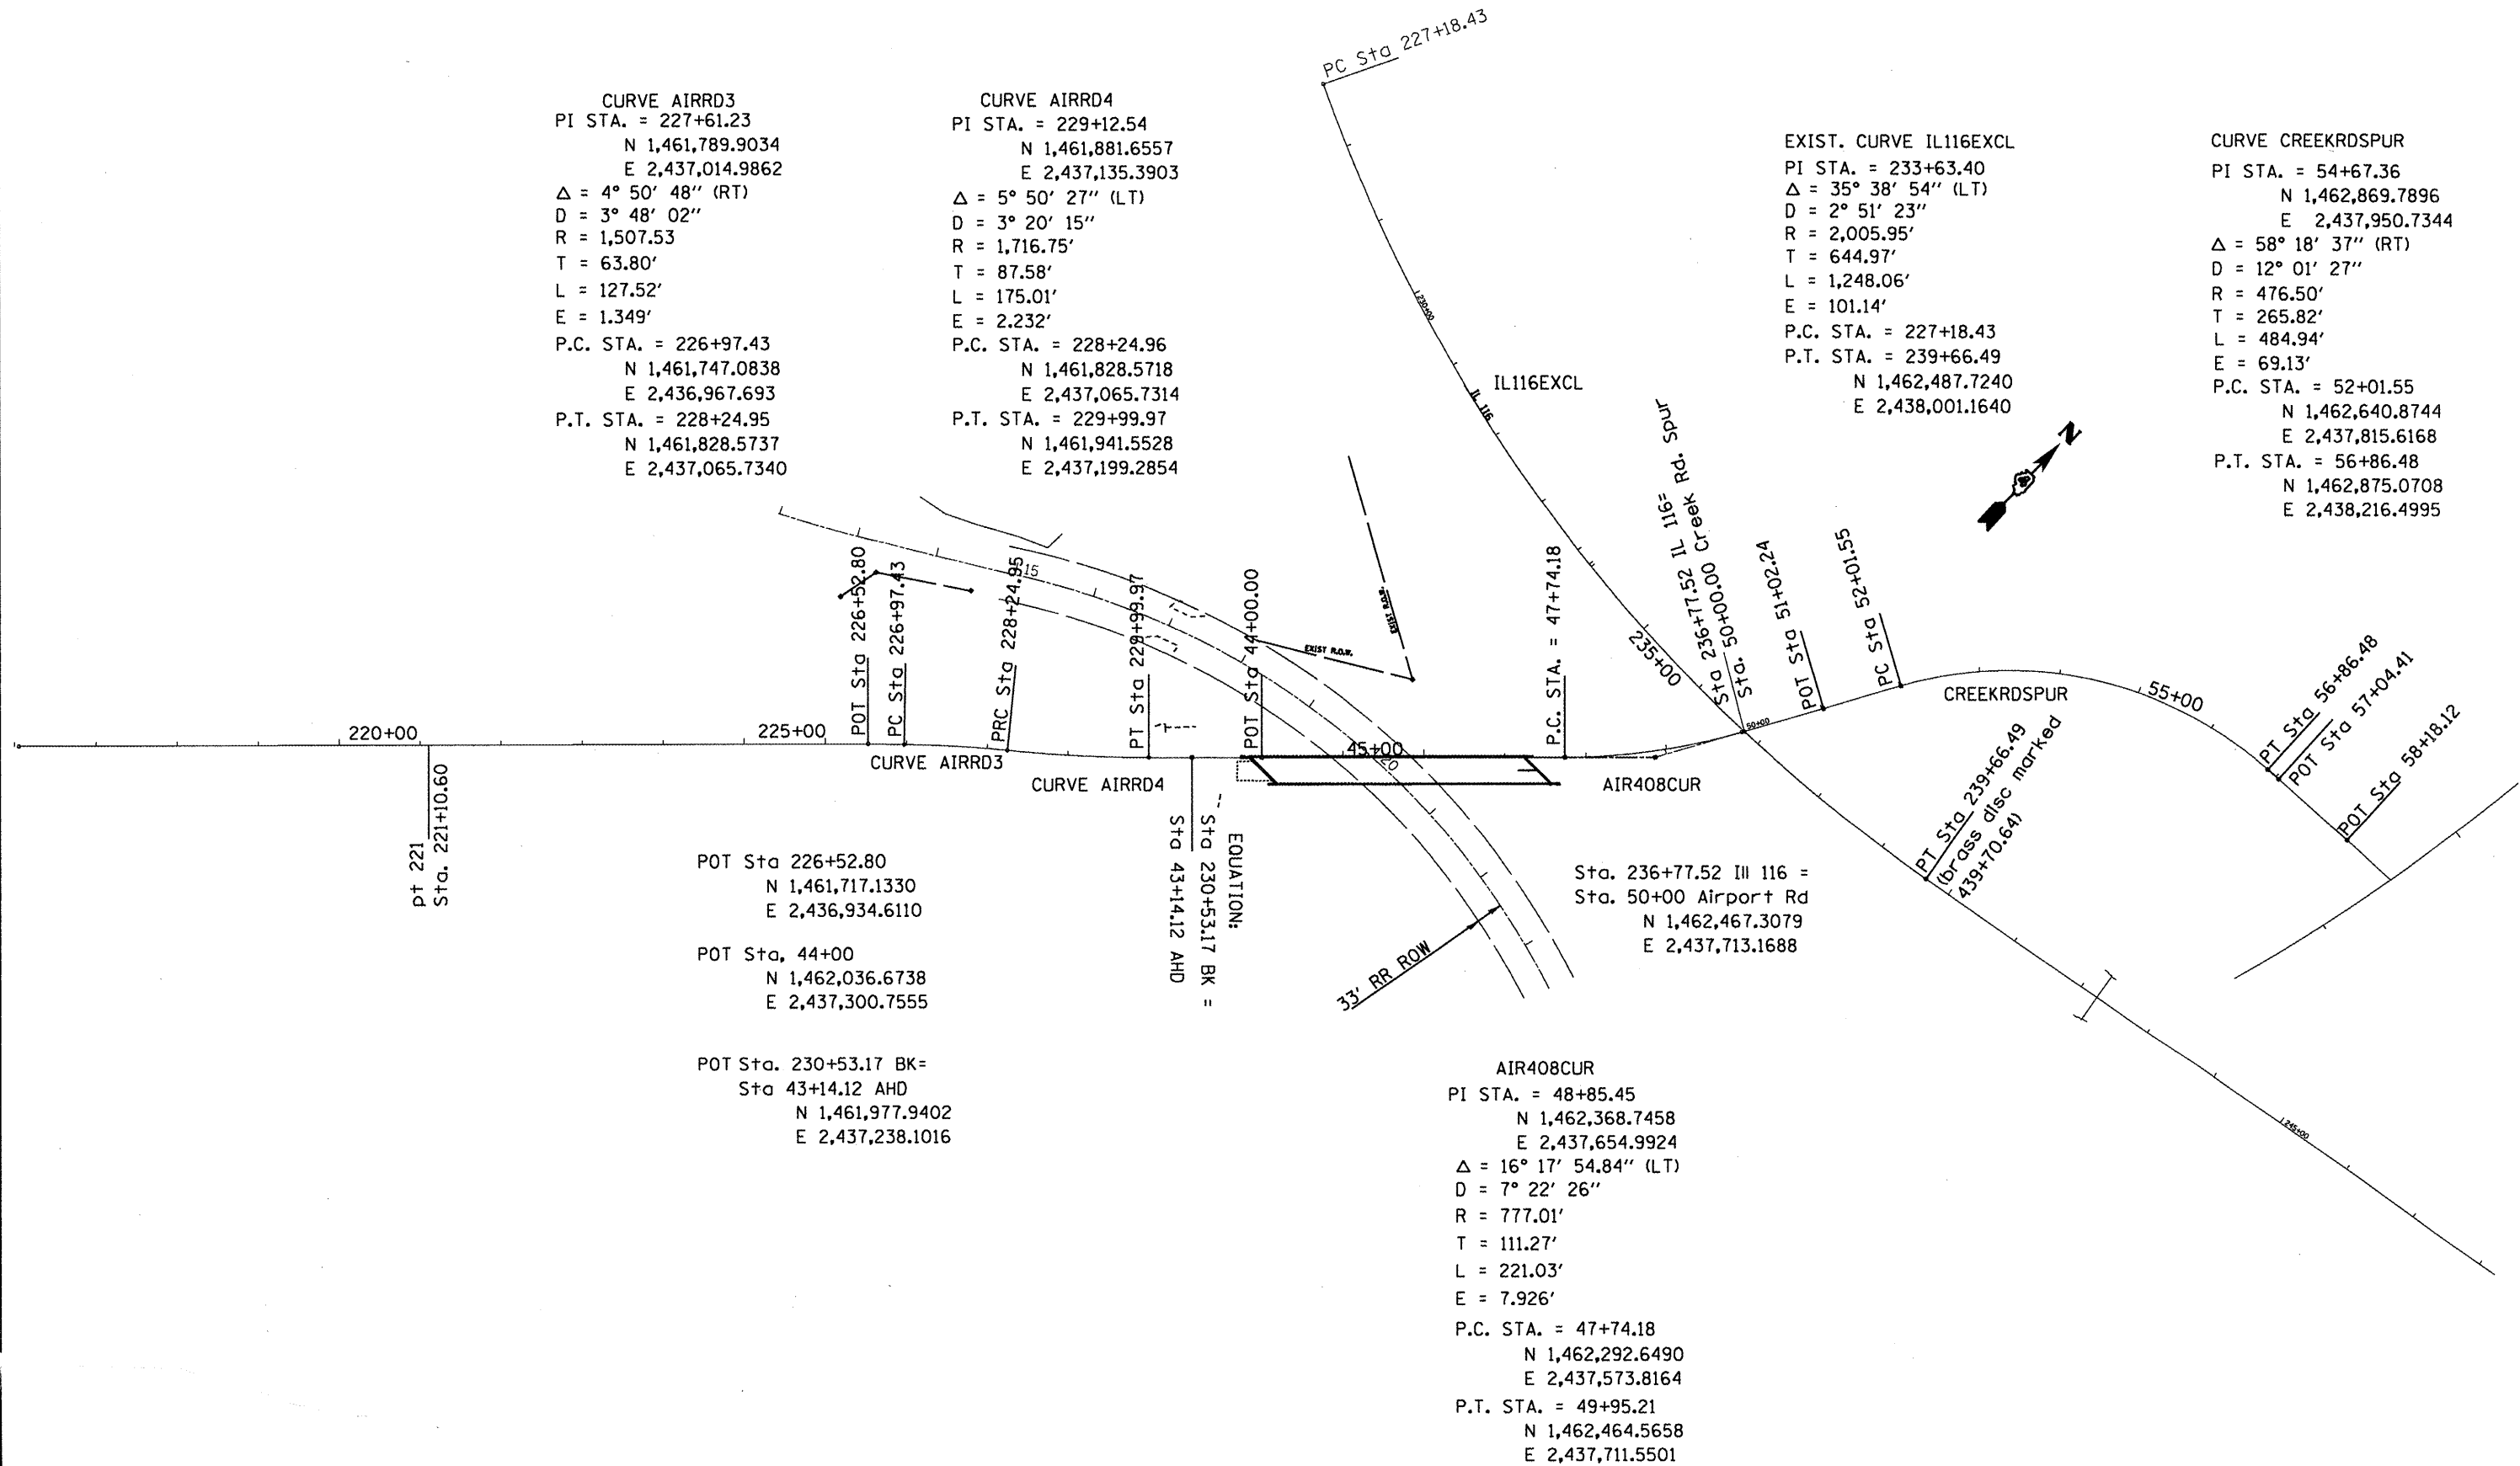 PC Sta 227+18.43
CURVE AIRRD3
PI STA. = 227+61.23
N 1,461,789.9034
E 2,437,014.9862
Δ = 4° 50′ 48″ (RT)
D = 3° 48′ 02″
R = 1,507.53
T = 63.80′
L = 127.52′
E = 1.349′
P.C. STA. = 226+97.43
N 1,461,747.0838
E 2,436,967.693
P.T. STA. = 228+24.95
N 1,461,828.5737
E 2,437,065.7340
CURVE AIRRD4
PI STA. = 229+12.54
N 1,461,881.6557
E 2,437,135.3903
Δ = 5° 50′ 27″ (LT)
D = 3° 20′ 15″
R = 1,716.75′
T = 87.58′
L = 175.01′
E = 2.232′
P.C. STA. = 228+24.96
N 1,461,828.5718
E 2,437,065.7314
P.T. STA. = 229+99.97
N 1,461,941.5528
E 2,437,199.2854
EXIST. CURVE IL116EXCL
PI STA. = 233+63.40
Δ = 35° 38′ 54″ (LT)
D = 2° 51′ 23″
R = 2,005.95′
T = 644.97′
L = 1,248.06′
E = 101.14′
P.C. STA. = 227+18.43
P.T. STA. = 239+66.49
N 1,462,487.7240
E 2,438,001.1640
CURVE CREEKRDSPUR
PI STA. = 54+67.36
N 1,462,869.7896
E 2,437,950.7344
Δ = 58° 18′ 37″ (RT)
D = 12° 01′ 27″
R = 476.50′
T = 265.82′
L = 484.94′
E = 69.13′
P.C. STA. = 52+01.55
N 1,462,640.8744
E 2,437,815.6168
P.T. STA. = 56+86.48
N 1,462,875.0708
E 2,438,216.4995
N
230+00
IL116EXCL
IL 116
235+00
Sta 236+77.52 IL 116=
Sta. 50+00.00 Creek Rd. Spur
POT Sta 51+02.24
PC Sta 52+01.55
50+00
CREEKRDSPUR
55+00
PT Sta 56+86.48
POT Sta 57+04.41
POT Sta 58+18.12
PT Sta 239+66.49
(brass disc marked
439+70.64)
245+00
220+00
225+00
Pt 221
Sta. 221+10.60
POT Sta 226+52.80
PC Sta 226+97.43
PRC Sta 228+24.95
15
PT Sta 229+99.97
POT Sta 44+00.00
EXIST R.O.W.
EXIST R.O.W.
P.C. STA. = 47+74.18
CURVE AIRRD3
CURVE AIRRD4
45+00
20
AIR408CUR
EQUATION:
Sta 230+53.17 BK =
Sta 43+14.12 AHD
33′ RR ROW
POT Sta 226+52.80
N 1,461,717.1330
E 2,436,934.6110
POT Sta, 44+00
N 1,462,036.6738
E 2,437,300.7555
POT Sta. 230+53.17 BK=
Sta 43+14.12 AHD
N 1,461,977.9402
E 2,437,238.1016
Sta. 236+77.52 Ill 116 =
Sta. 50+00 Airport Rd
N 1,462,467.3079
E 2,437,713.1688
AIR408CUR
PI STA. = 48+85.45
N 1,462,368.7458
E 2,437,654.9924
Δ = 16° 17′ 54.84″ (LT)
D = 7° 22′ 26″
R = 777.01′
T = 111.27′
L = 221.03′
E = 7.926′
P.C. STA. = 47+74.18
N 1,462,292.6490
E 2,437,573.8164
P.T. STA. = 49+95.21
N 1,462,464.5658
E 2,437,711.5501